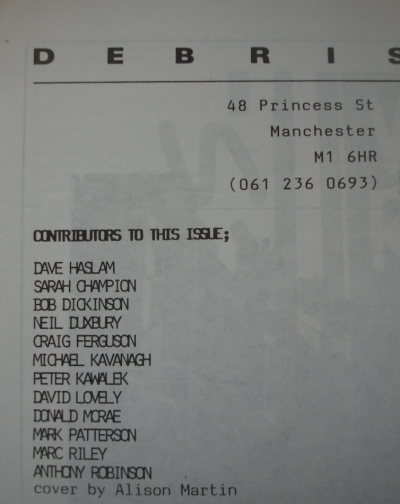 DEBRIS
48 Princess St
Manchester
M1 6HR
(061 236 0693)
CONTRIBUTORS TO THIS ISSUE;
DAVE HASLAM
SARAH CHAMPION
BOB DICKINSON
NEIL DUXBURY
CRAIG FERGUSON
MICHAEL KAVANAGH
PETER KAWALEK
DAVID LOVELY
DONALD MCRAE
MARK PATTERSON
MARC RILEY
ANTHONY ROBINSON
cover by Alison Martin